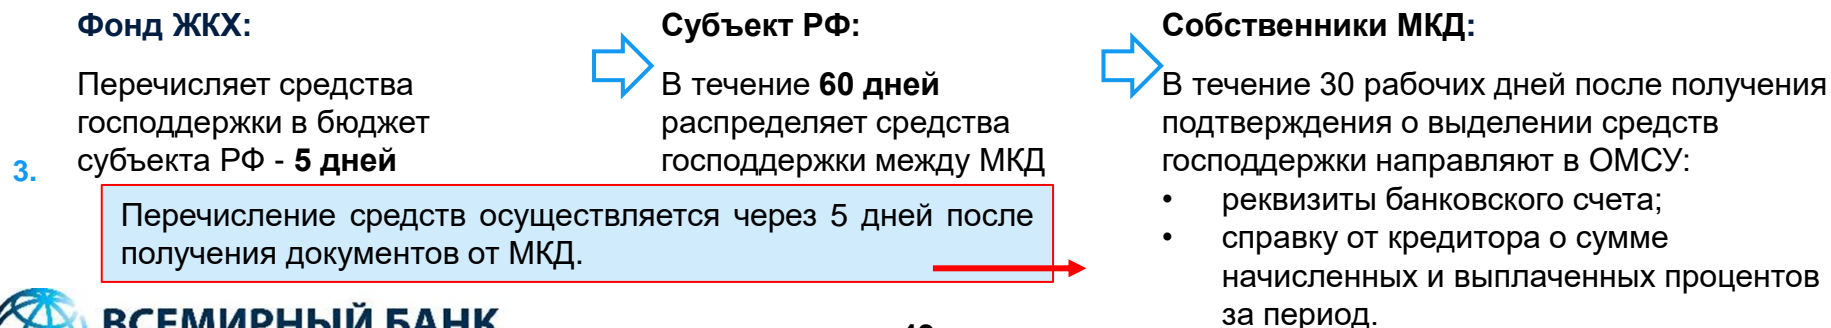 Фонд ЖКХ:
Перечисляет средства
господдержки в бюджет
субъекта РФ - 5 дней
3.
Субъект РФ:
В течение 60 дней
распределяет средства
господдержки между МКД
Перечисление средств осуществляется через 5 дней после
получения документов от МКД.
Собственники МКД:
В течение 30 рабочих дней после получения
подтверждения о выделении средств
господдержки направляют в ОМСУ:
• реквизиты банковского счета;
• справку от кредитора о сумме
начисленных и выплаченных процентов
за период.
ВСЕМИРНЫЙ БАНК